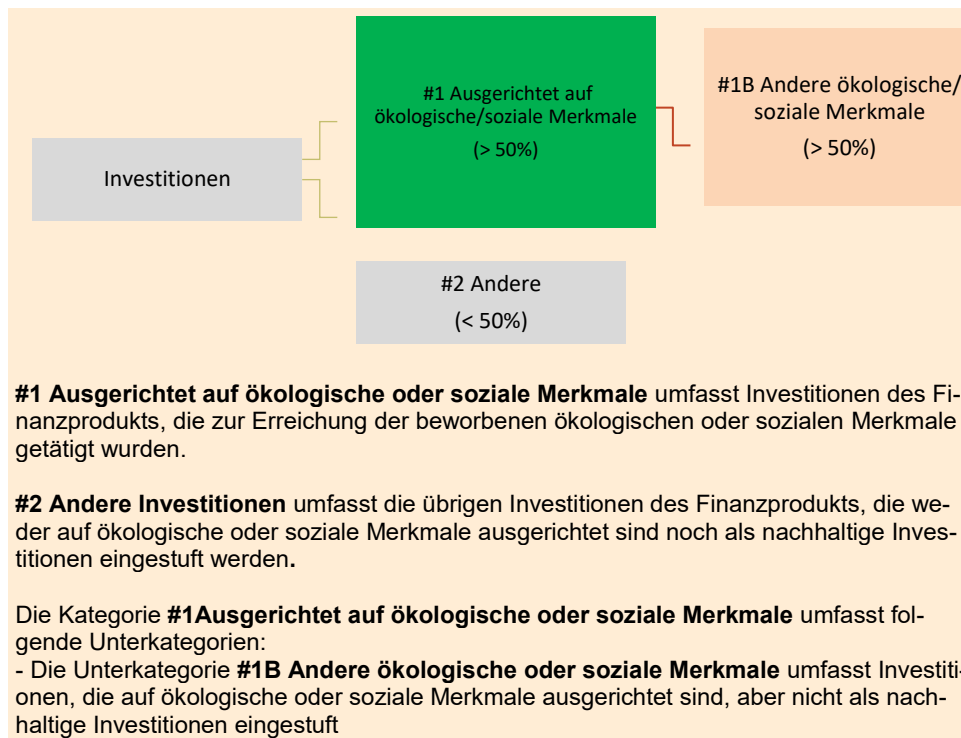 #1 Ausgerichtet auf
ökologische/soziale Merkmale
(> 50%)
#1B Andere ökologische/
soziale Merkmale
(> 50%)
Investitionen
#2 Andere
(< 50%)
#1 Ausgerichtet auf ökologische oder soziale Merkmale umfasst Investitionen des Fi-
nanzprodukts, die zur Erreichung der beworbenen ökologischen oder sozialen Merkmale
getätigt wurden.
#2 Andere Investitionen umfasst die übrigen Investitionen des Finanzprodukts, die we-
der auf ökologische oder soziale Merkmale ausgerichtet sind noch als nachhaltige Inves-
titionen eingestuft werden.
Die Kategorie #1Ausgerichtet auf ökologische oder soziale Merkmale umfasst fol-
gende Unterkategorien:
- Die Unterkategorie #1B Andere ökologische oder soziale Merkmale umfasst Investiti-
onen, die auf ökologische oder soziale Merkmale ausgerichtet sind, aber nicht als nach-
haltige Investitionen eingestuft